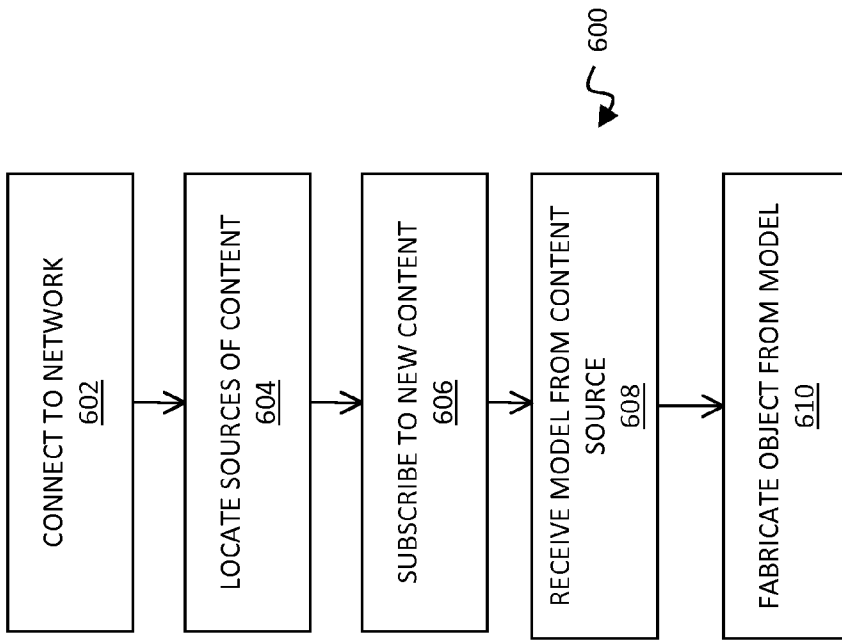 CONNECT TO NETWORK
602
LOCATE SOURCES OF CONTENT
604
SUBSCRIBE TO NEW CONTENT
606
RECEIVE MODEL FROM CONTENT
SOURCE
608
FABRICATE OBJECT FROM MODEL
610
600